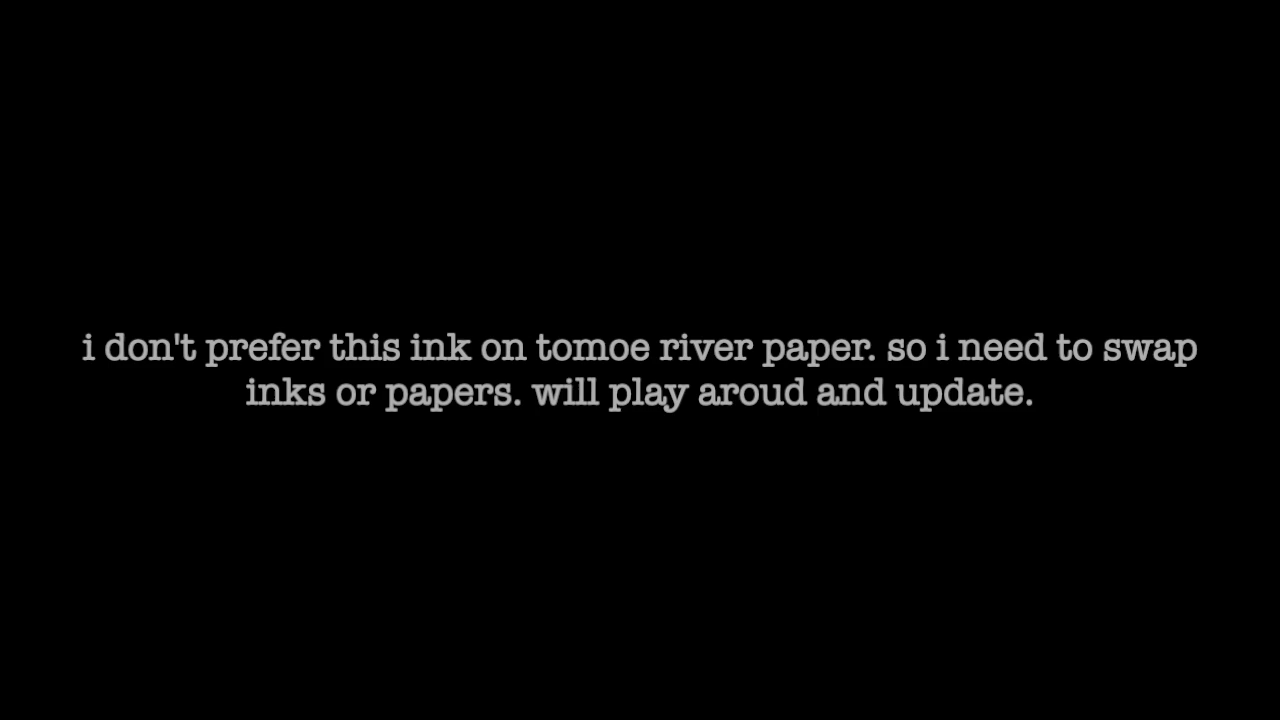 i don't prefer this ink on tomoe river paper. so i need to swap
inks or papers. will play aroud and update.